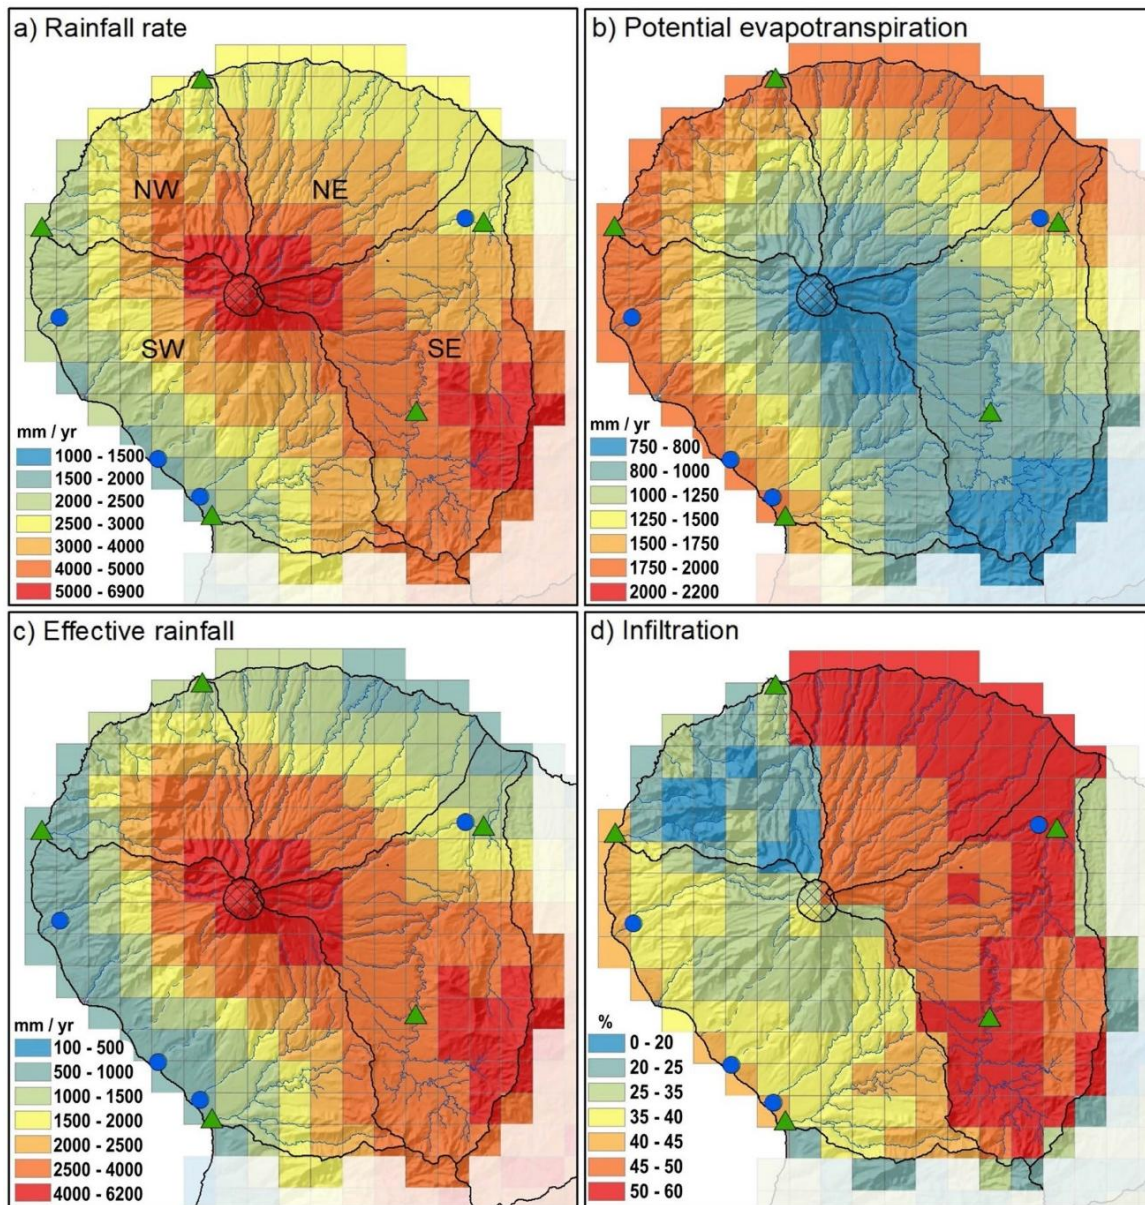 a) Rainfall rate
NW
NE
SW
SE
mm / yr
1000 - 1500
1500 - 2000
2000 - 2500
2500 - 3000
3000 - 4000
4000 - 5000
5000 - 6900
b) Potential evapotranspiration
750 - 800
800 - 1000
1000 - 1250
1250 - 1500
1500 - 1750
1750 - 2000
2000 - 2200
c) Effective rainfall
mm / yr
100 - 500
500 - 1000
1000 - 1500
1500 - 2000
2000 - 2500
2500 - 4000
4000 - 6200
d) Infiltration
%
0 - 20
20 - 25
25 - 35
35 - 40
40 - 45
45 - 50
50 - 60